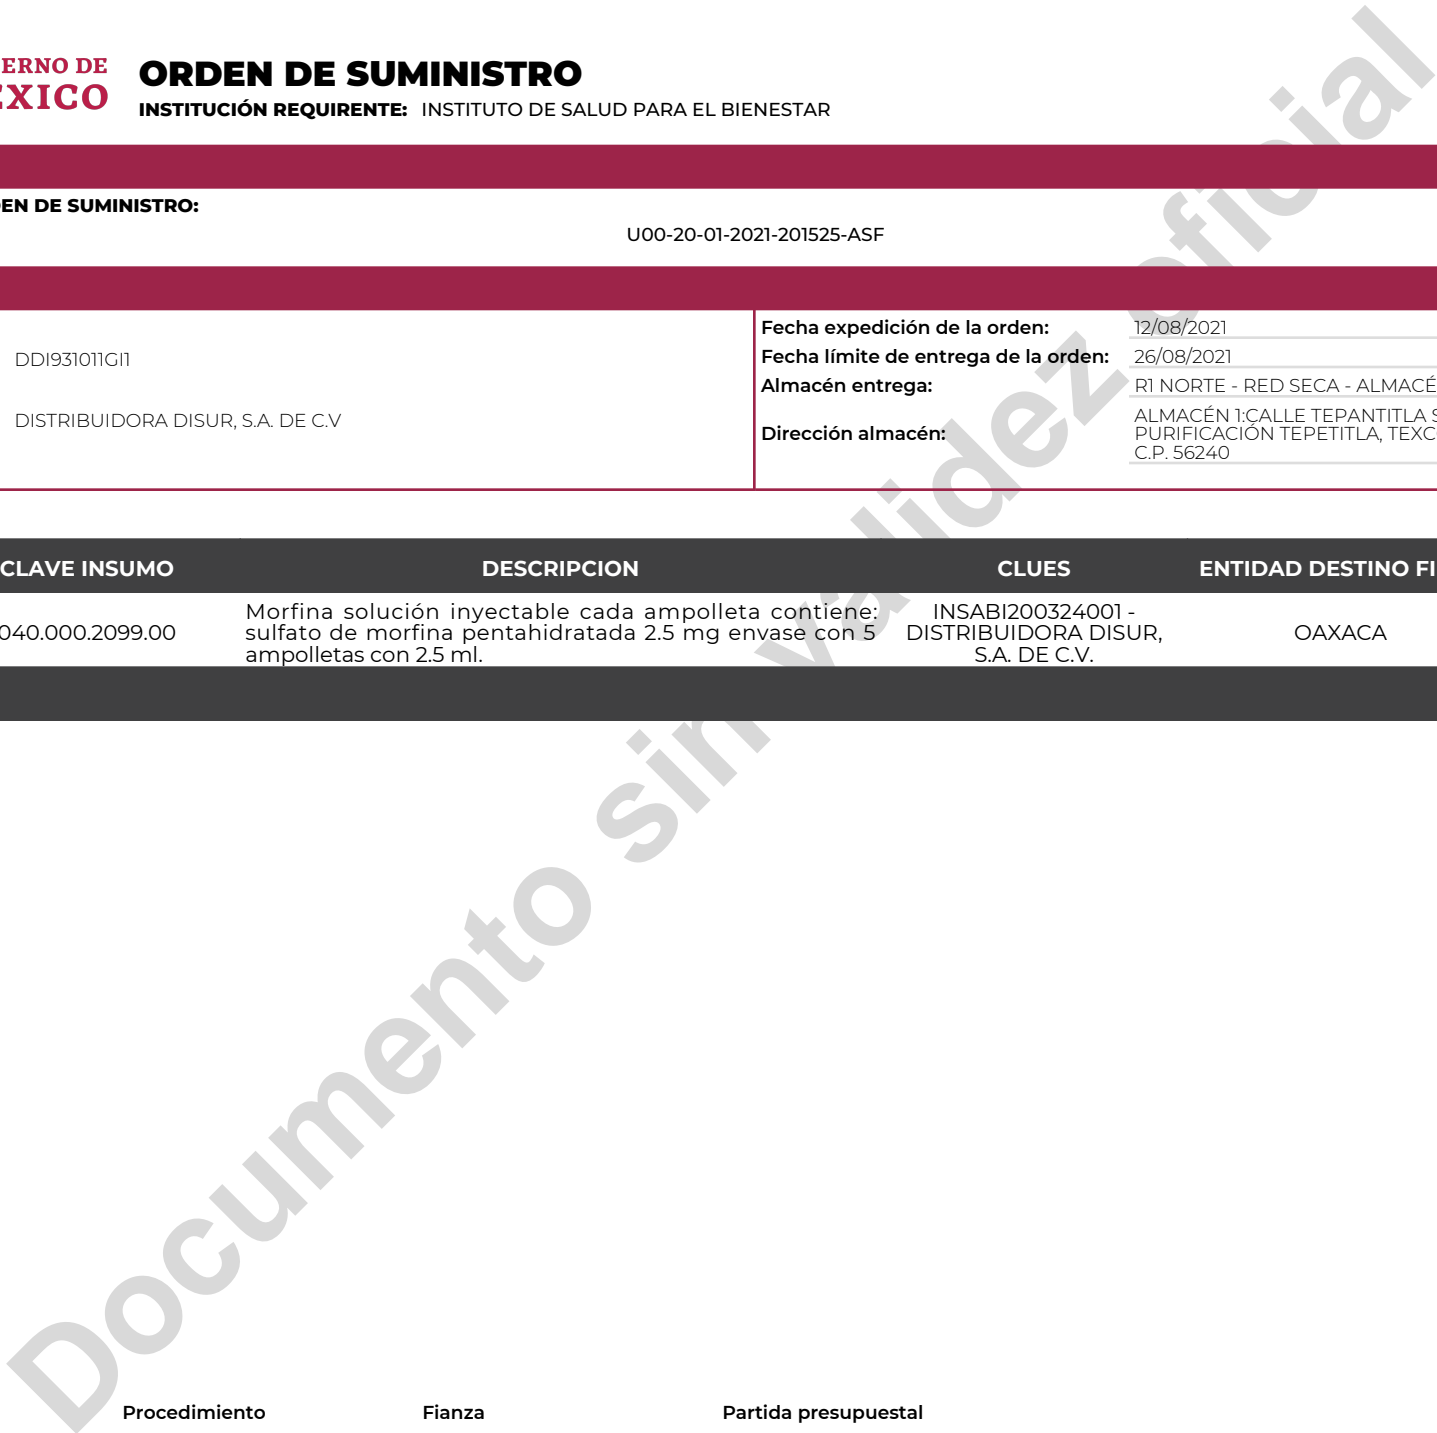 ERNO DE
EXICO
ORDEN DE SUMINISTRO
INSTITUCIÓN REQUIRENTE: INSTITUTO DE SALUD PARA EL BIENESTAR
EN DE SUMINISTRO:
U00-20-01-2021-201525-ASF
DDI931011GI1
DISTRIBUIDORA DISUR, S.A. DE C.V
Fecha expedición de la orden: 12/08/2021
Fecha límite de entrega de la orden: 26/08/2021
Almacén entrega: R1 NORTE - RED SECA - ALMACÉ
Dirección almacén:
ALMACÉN 1:CALLE TEPANTITLA S
PURIFICACIÓN TEPETITLA, TEXC
C.P. 56240
CLAVE INSUMO DESCRIPCION CLUES ENTIDAD DESTINO FI
040.000.2099.00
Morfina solución inyectable cada ampolleta contiene:
sulfato de morfina pentahidratada 2.5 mg envase con 5
ampolletas con 2.5 ml.
INSABI200324001 -
DISTRIBUIDORA DISUR,
S.A. DE C.V.
OAXACA
Documento sin validez oficial
Procedimiento Fianza Partida presupuestal